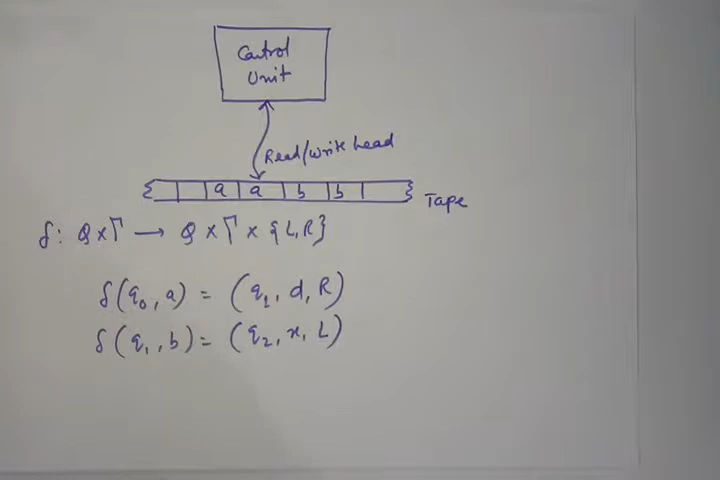 Control
Unit
Read/Write head
a a b b
Tape
δ: Q×Γ → Q × Γ × {L,R}
δ(q₀, a) = (q₁, d, R)
δ(q₁, b) = (q₂, x, L)